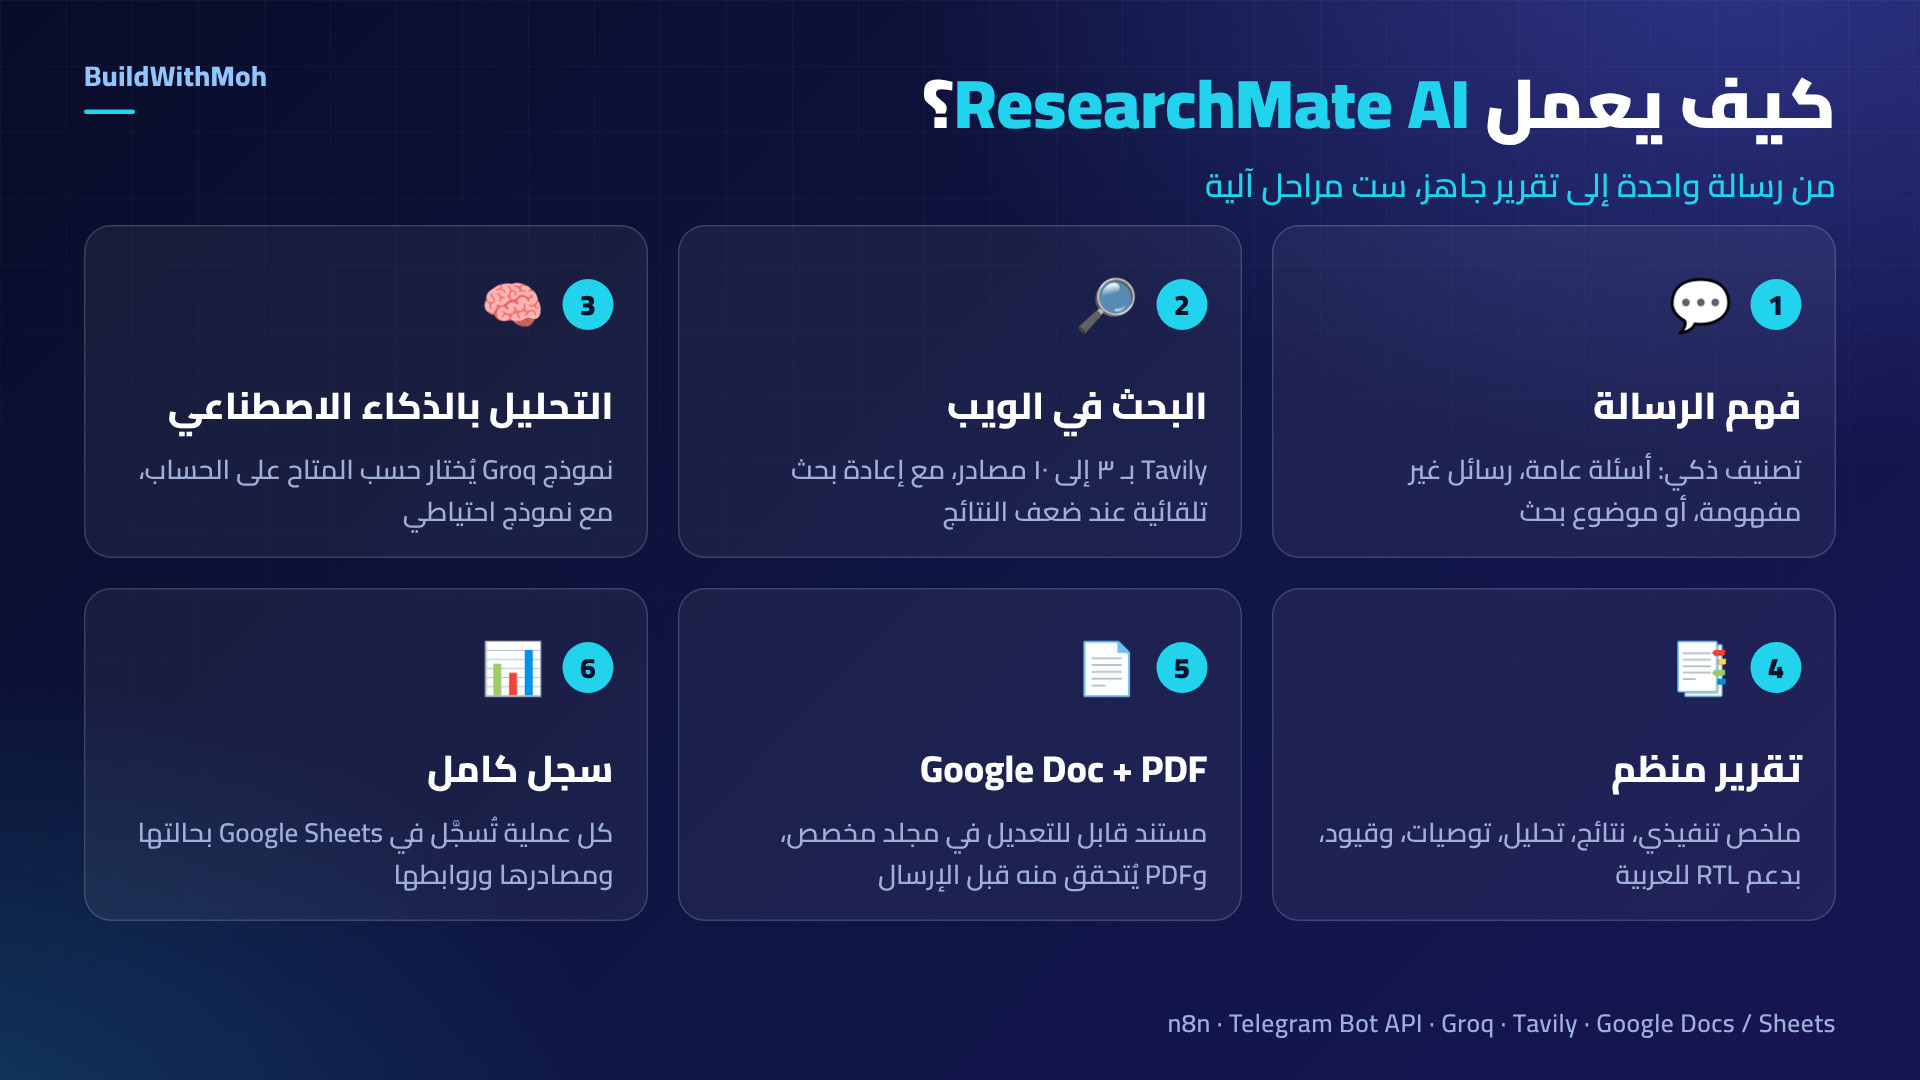 BuildWithMoh
كيف يعمل ResearchMate AI؟
من رسالة واحدة إلى تقرير جاهز، ست مراحل آلية
1
فهم الرسالة
تصنيف ذكي: أسئلة عامة، رسائل غير
مفهومة، أو موضوع بحث
2
البحث في الويب
Tavily بـ ٣ إلى ١٠ مصادر، مع إعادة بحث
تلقائية عند ضعف النتائج
3
التحليل بالذكاء الاصطناعي
نموذج Groq يُختار حسب المتاح على الحساب،
مع نموذج احتياطي
4
تقرير منظم
ملخص تنفيذي، نتائج، تحليل، توصيات، وقيود،
بدعم RTL للعربية
5
Google Doc + PDF
مستند قابل للتعديل في مجلد مخصص،
وPDF يُتحقق منه قبل الإرسال
6
سجل كامل
كل عملية تُسجَّل في Google Sheets بحالتها
ومصادرها وروابطها
n8n · Telegram Bot API · Groq · Tavily · Google Docs / Sheets